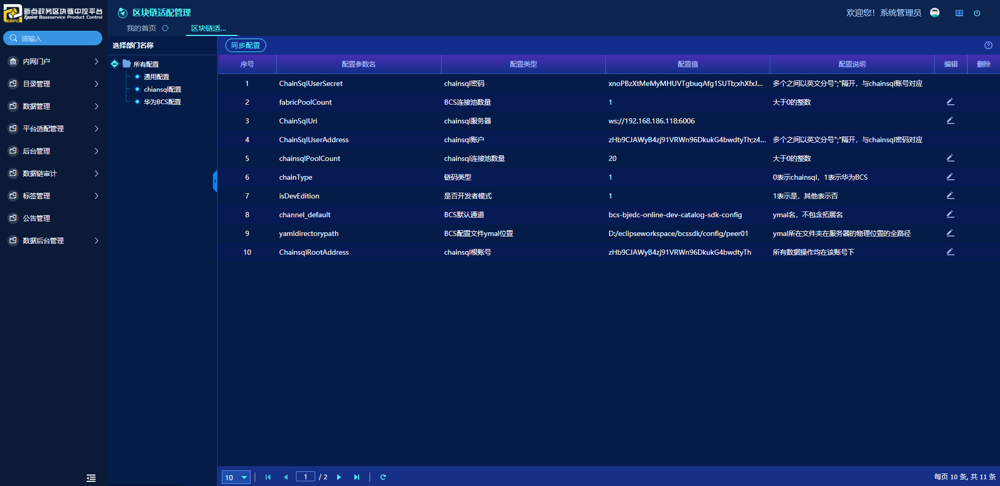 新点政务区块链中控平台
Epoint Baseservice Product Control
EBPC
区块链适配管理
欢迎您！系统管理员
我的首页
区块链适...
请输入
内网门户
目录管理
数据管理
平台适配管理
后台管理
数据链审计
标签管理
公告管理
数据后台管理
选择部门名称
所有配置
通用配置
chiansql配置
华为BCS配置
同步配置
序号 配置参数名 配置类型 配置值 配置说明 编辑 删除
1 ChainSqlUserSecret chainsql密码 xnoPBzXtMeMyMHUVTgbuqAfg1SUTb;xhXfxJ... 多个之间以英文分号";"隔开，与chainsql账号对应
2 fabricPoolCount BCS连接池数量 1 大于0的整数
3 ChainSqlUri chainsql服务器 ws://192.168.186.118:6006
4 ChainSqlUserAddress chainsql账户 zHb9CJAWyB4zj91VRWn96DkukG4bwdtyTh;z4... 多个之间以英文分号";"隔开，与chainsql密码对应
5 chainsqlPoolCount chainsql连接池数量 20 大于0的整数
6 chainType 链码类型 1 0表示chainsql，1表示华为BCS
7 isDevEdition 是否开发者模式 1 1表示是，其他表示否
8 channel_default BCS默认通道 bcs-bjedc-online-dev-catalog-sdk-config ymal名，不包含拓展名
9 yamldirectorypath BCS配置文件ymal位置 D:/eclipseworkspace/bcssdk/config/peer01 ymal所在文件夹在服务器的物理位置的全路径
10 ChainsqlRootAddress chainsql根账号 zHb9CJAWyB4zj91VRWn96DkukG4bwdtyTh 所有数据操作均在该账号下
10 1 / 2 每页 10 条, 共 11 条